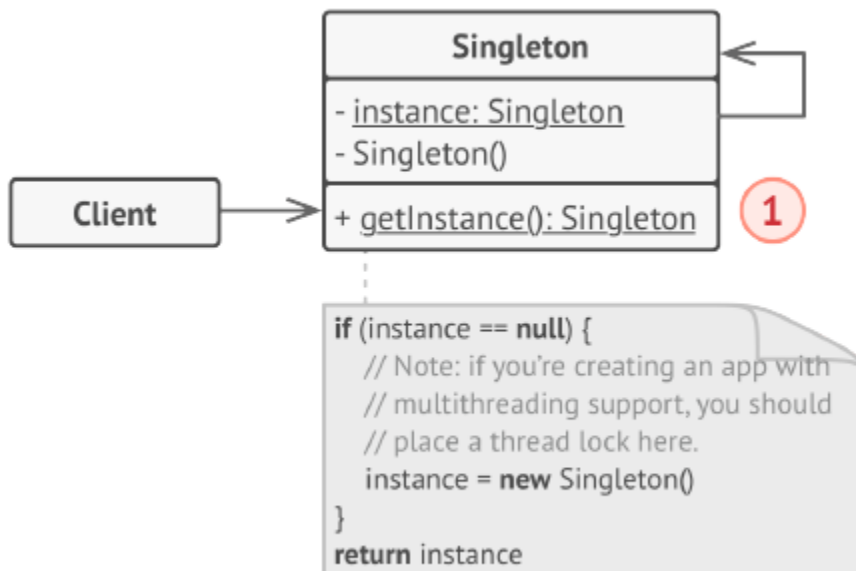 Singleton
- instance: Singleton
- Singleton()
Client
+ getInstance(): Singleton
1
if (instance == null) {
// Note: if you're creating an app with
// multithreading support, you should
// place a thread lock here.
instance = new Singleton()
}
return instance